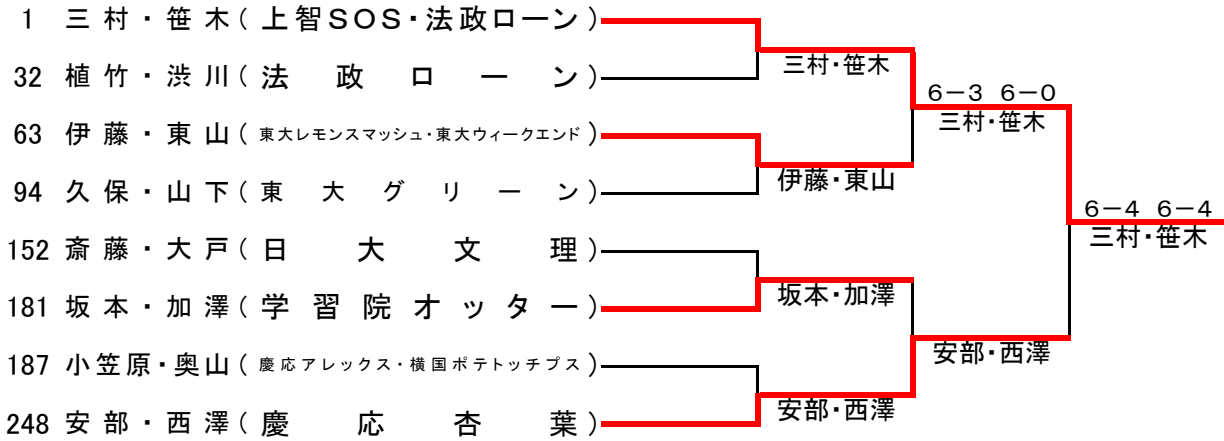 1 三村・笹木(上智SOS・法政ローン)
32 植竹・渋川(法政ローン)
63 伊藤・東山(東大レモンスマッシュ・東大ウィークエンド)
94 久保・山下(東大グリーン)
152 斎藤・大戸(日大文理)
181 坂本・加澤(学習院オッター)
187 小笠原・奥山(慶応アレックス・横国ポテトッチプス)
248 安部・西澤(慶応杏葉)
三村・笹木
伊藤・東山
坂本・加澤
安部・西澤
6-3 6-0
三村・笹木
安部・西澤
6-4 6-4
三村・笹木